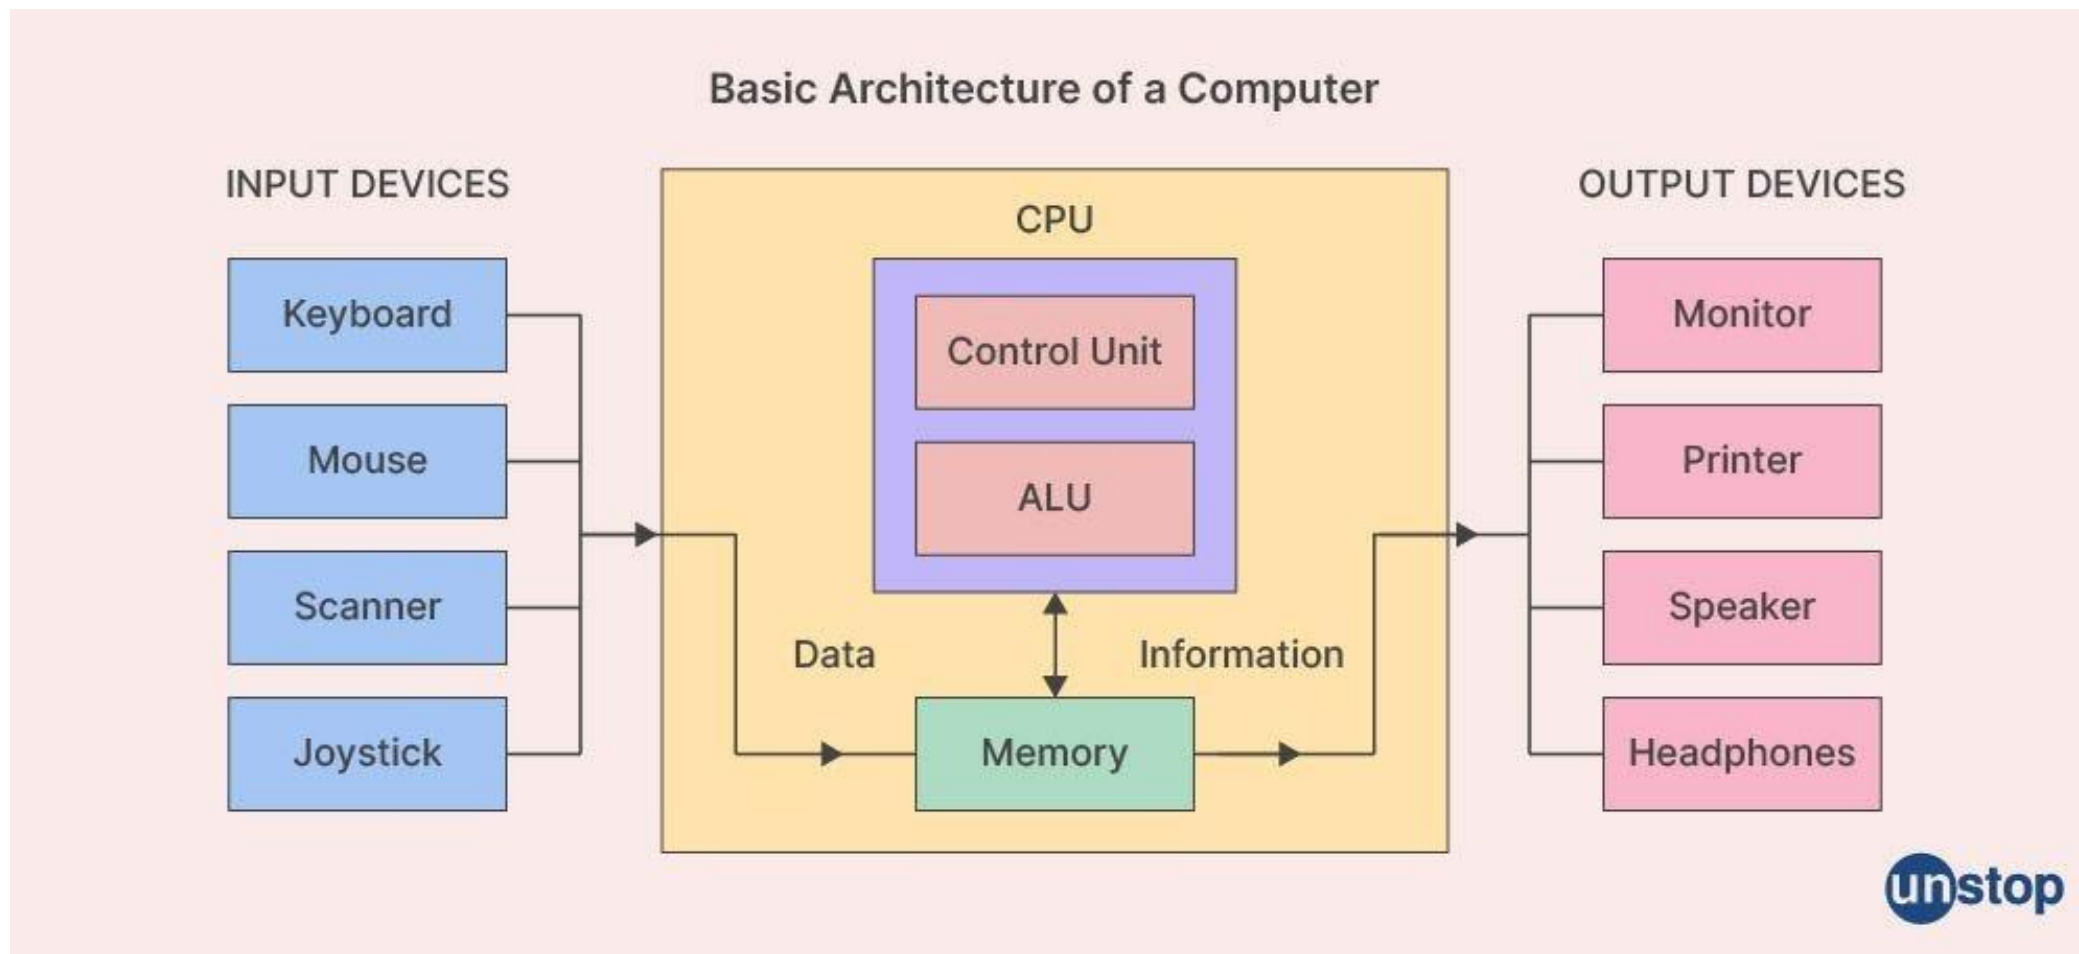 Basic Architecture of a Computer
INPUT DEVICES
Keyboard
Mouse
Scanner
Joystick
CPU
Control Unit
ALU
Data
Information
Memory
OUTPUT DEVICES
Monitor
Printer
Speaker
Headphones
unstop